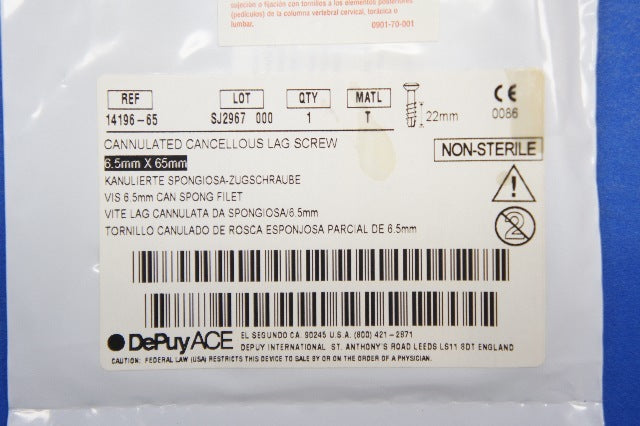 sujeción o fijación con tornillos a los elementos posteriores
(pedículos) de la columna vertebral cervical, torácica o
lumbar.
0901-70-001
REF LOT QTY MATL
14196-65 SJ2967 000 1 T
22mm
CE
0086
CANNULATED CANCELLOUS LAG SCREW
6.5mm X 65mm
NON-STERILE
KANULIERTE SPONGIOSA-ZUGSCHRAUBE
VIS 6.5mm CAN SPONG FILET
VITE LAG CANNULATA DA SPONGIOSA/6.5mm
TORNILLO CANULADO DE ROSCA ESPONJOSA PARCIAL DE 6.5mm
2
DePuyACE
EL SEGUNDO CA. 90245 U.S.A. (800) 421-2871
DEPUY INTERNATIONAL ST. ANTHONY'S ROAD LEEDS LS11 8DT ENGLAND
CAUTION: FEDERAL LAW (USA) RESTRICTS THIS DEVICE TO SALE BY OR ON THE ORDER OF A PHYSICIAN.